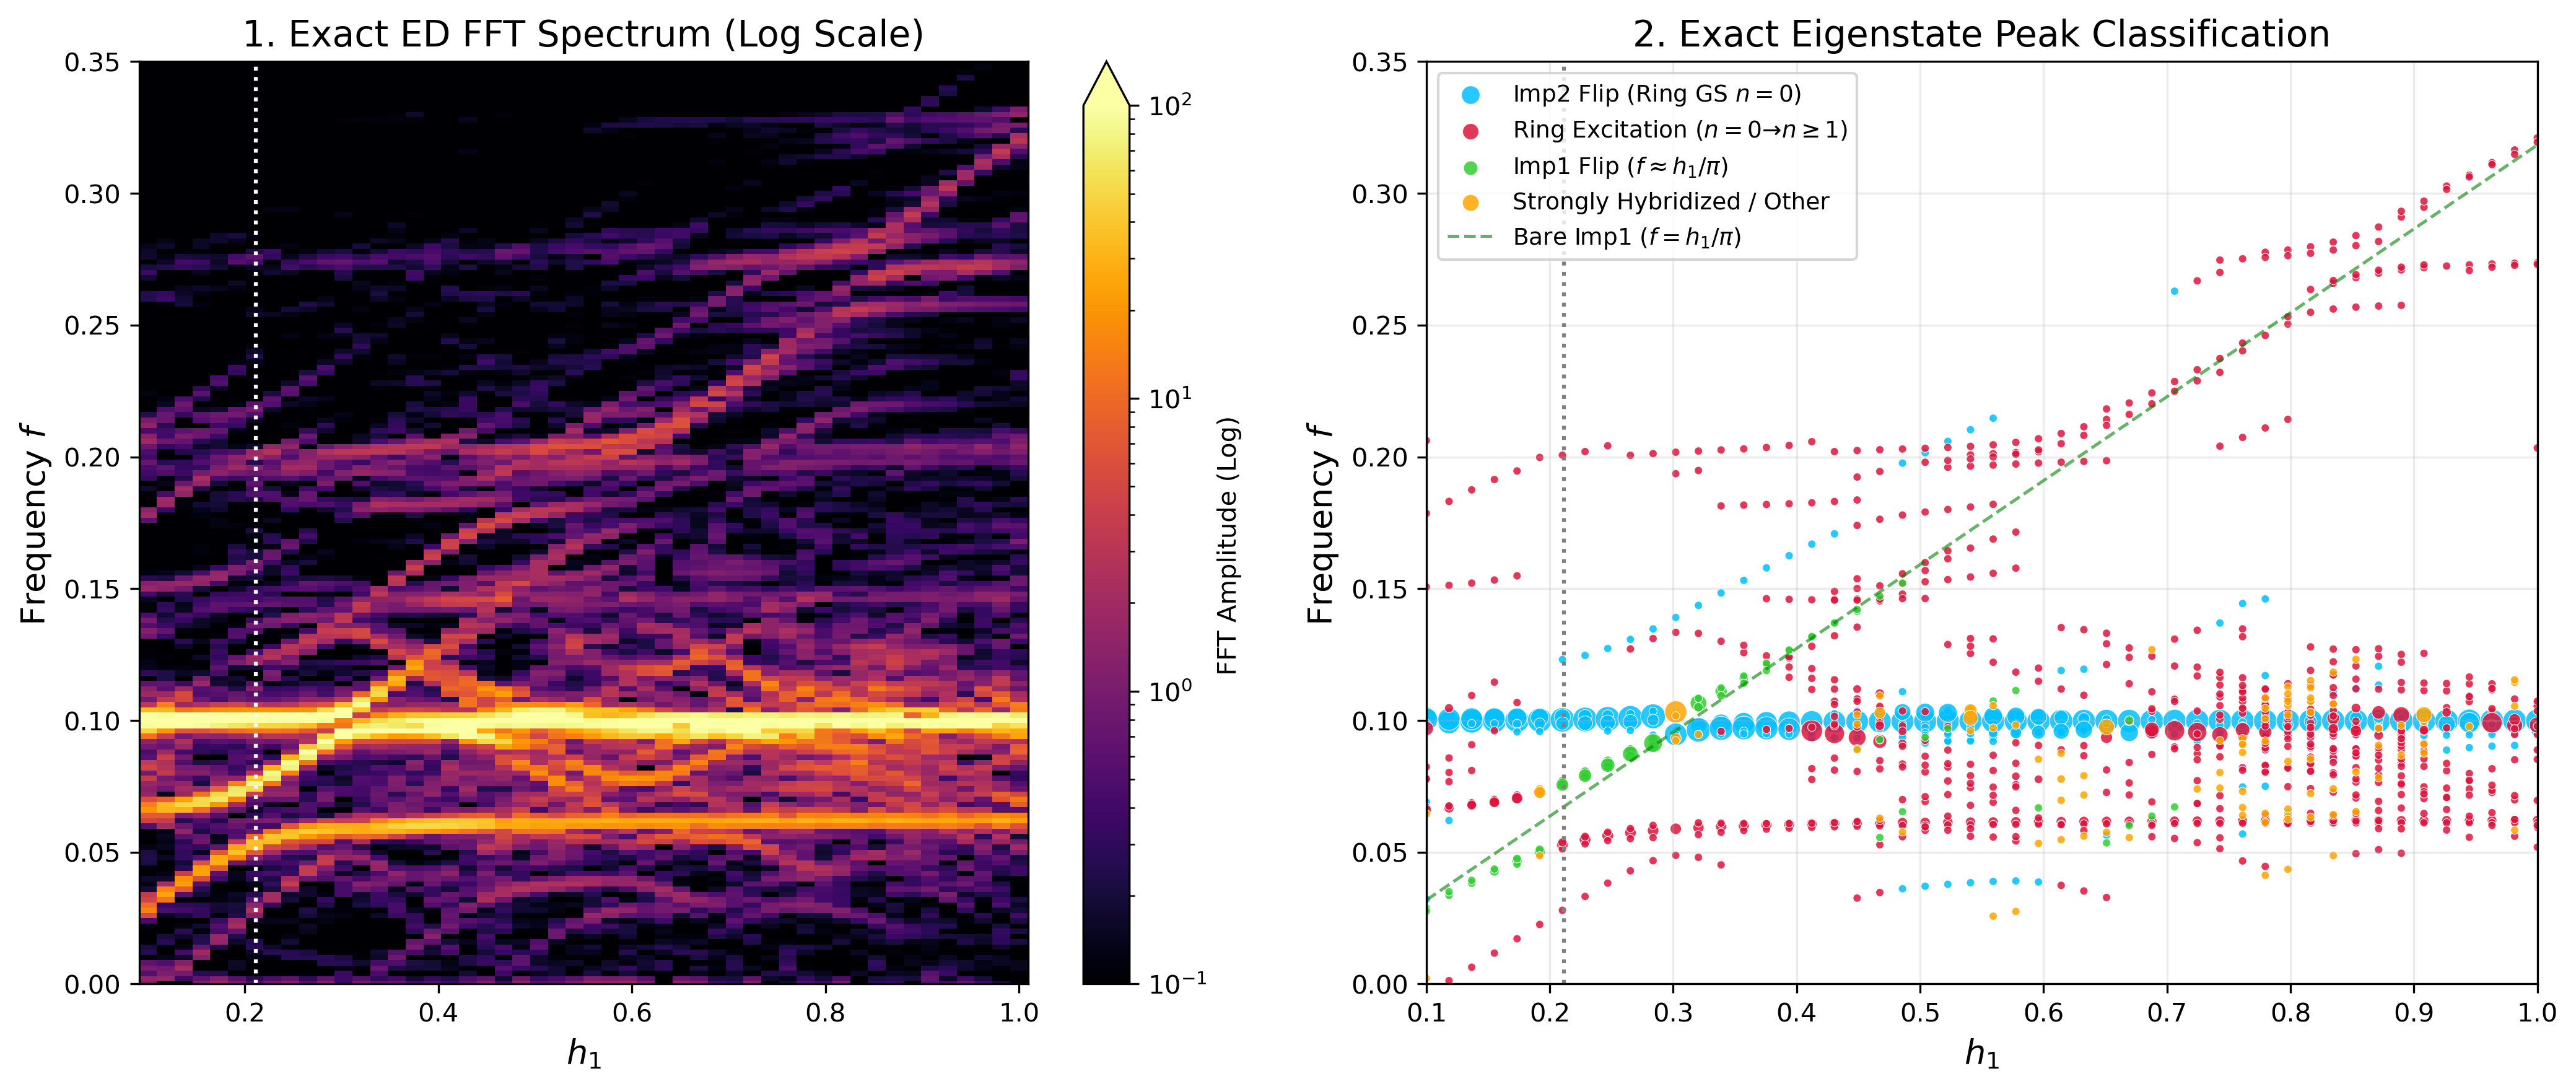 1. Exact ED FFT Spectrum (Log Scale)
0.35
0.30
0.25
0.20
0.15
0.10
0.05
0.00
Frequency f
0.2
0.4
0.6
0.8
1.0
h₁
10²
10¹
10⁰
10⁻¹
FFT Amplitude (Log)
2. Exact Eigenstate Peak Classification
Imp2 Flip (Ring GS n = 0)
Ring Excitation (n = 0→n ≥ 1)
Imp1 Flip (f ≈ h₁/π)
Strongly Hybridized / Other
Bare Imp1 (f = h₁/π)
0.35
0.30
0.25
0.20
0.15
0.10
0.05
0.00
Frequency f
0.1
0.2
0.3
0.4
0.5
0.6
0.7
0.8
0.9
1.0
h₁